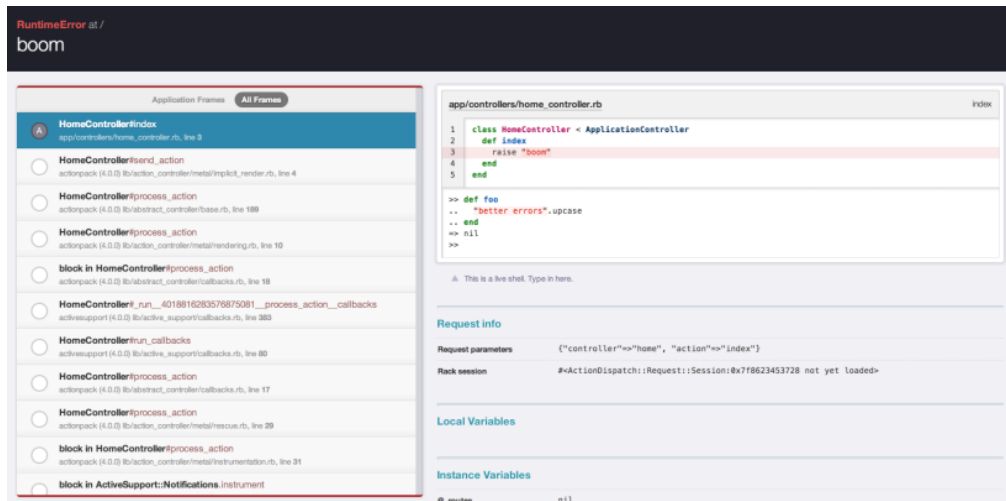 RuntimeError at /
boom
Application Frames All Frames
A
HomeController#index
app/controllers/home_controller.rb, line 3
HomeController#send_action
actionpack (4.0.0) lib/action_controller/metal/implicit_render.rb, line 4
HomeController#process_action
actionpack (4.0.0) lib/abstract_controller/base.rb, line 189
HomeController#process_action
actionpack (4.0.0) lib/action_controller/metal/rendering.rb, line 10
block in HomeController#process_action
actionpack (4.0.0) lib/abstract_controller/callbacks.rb, line 18
HomeController#_run__4018816283576875081__process_action__callbacks
activesupport (4.0.0) lib/active_support/callbacks.rb, line 383
HomeController#run_callbacks
activesupport (4.0.0) lib/active_support/callbacks.rb, line 80
HomeController#process_action
actionpack (4.0.0) lib/abstract_controller/callbacks.rb, line 17
HomeController#process_action
actionpack (4.0.0) lib/action_controller/metal/rescue.rb, line 29
block in HomeController#process_action
actionpack (4.0.0) lib/action_controller/metal/instrumentation.rb, line 31
block in ActiveSupport::Notifications.instrument
app/controllers/home_controller.rb index
1 class HomeController < ApplicationController
2 def index
3 raise "boom"
4 end
5 end
>> def foo
.. "better errors".upcase
.. end
=> nil
>>
This is a live shell. Type in here.
Request info
Request parameters {"controller"=>"home", "action"=>"index"}
Rack session #<ActionDispatch::Request::Session:0x7f8623453728 not yet loaded>
Local Variables
Instance Variables
@_routes nil